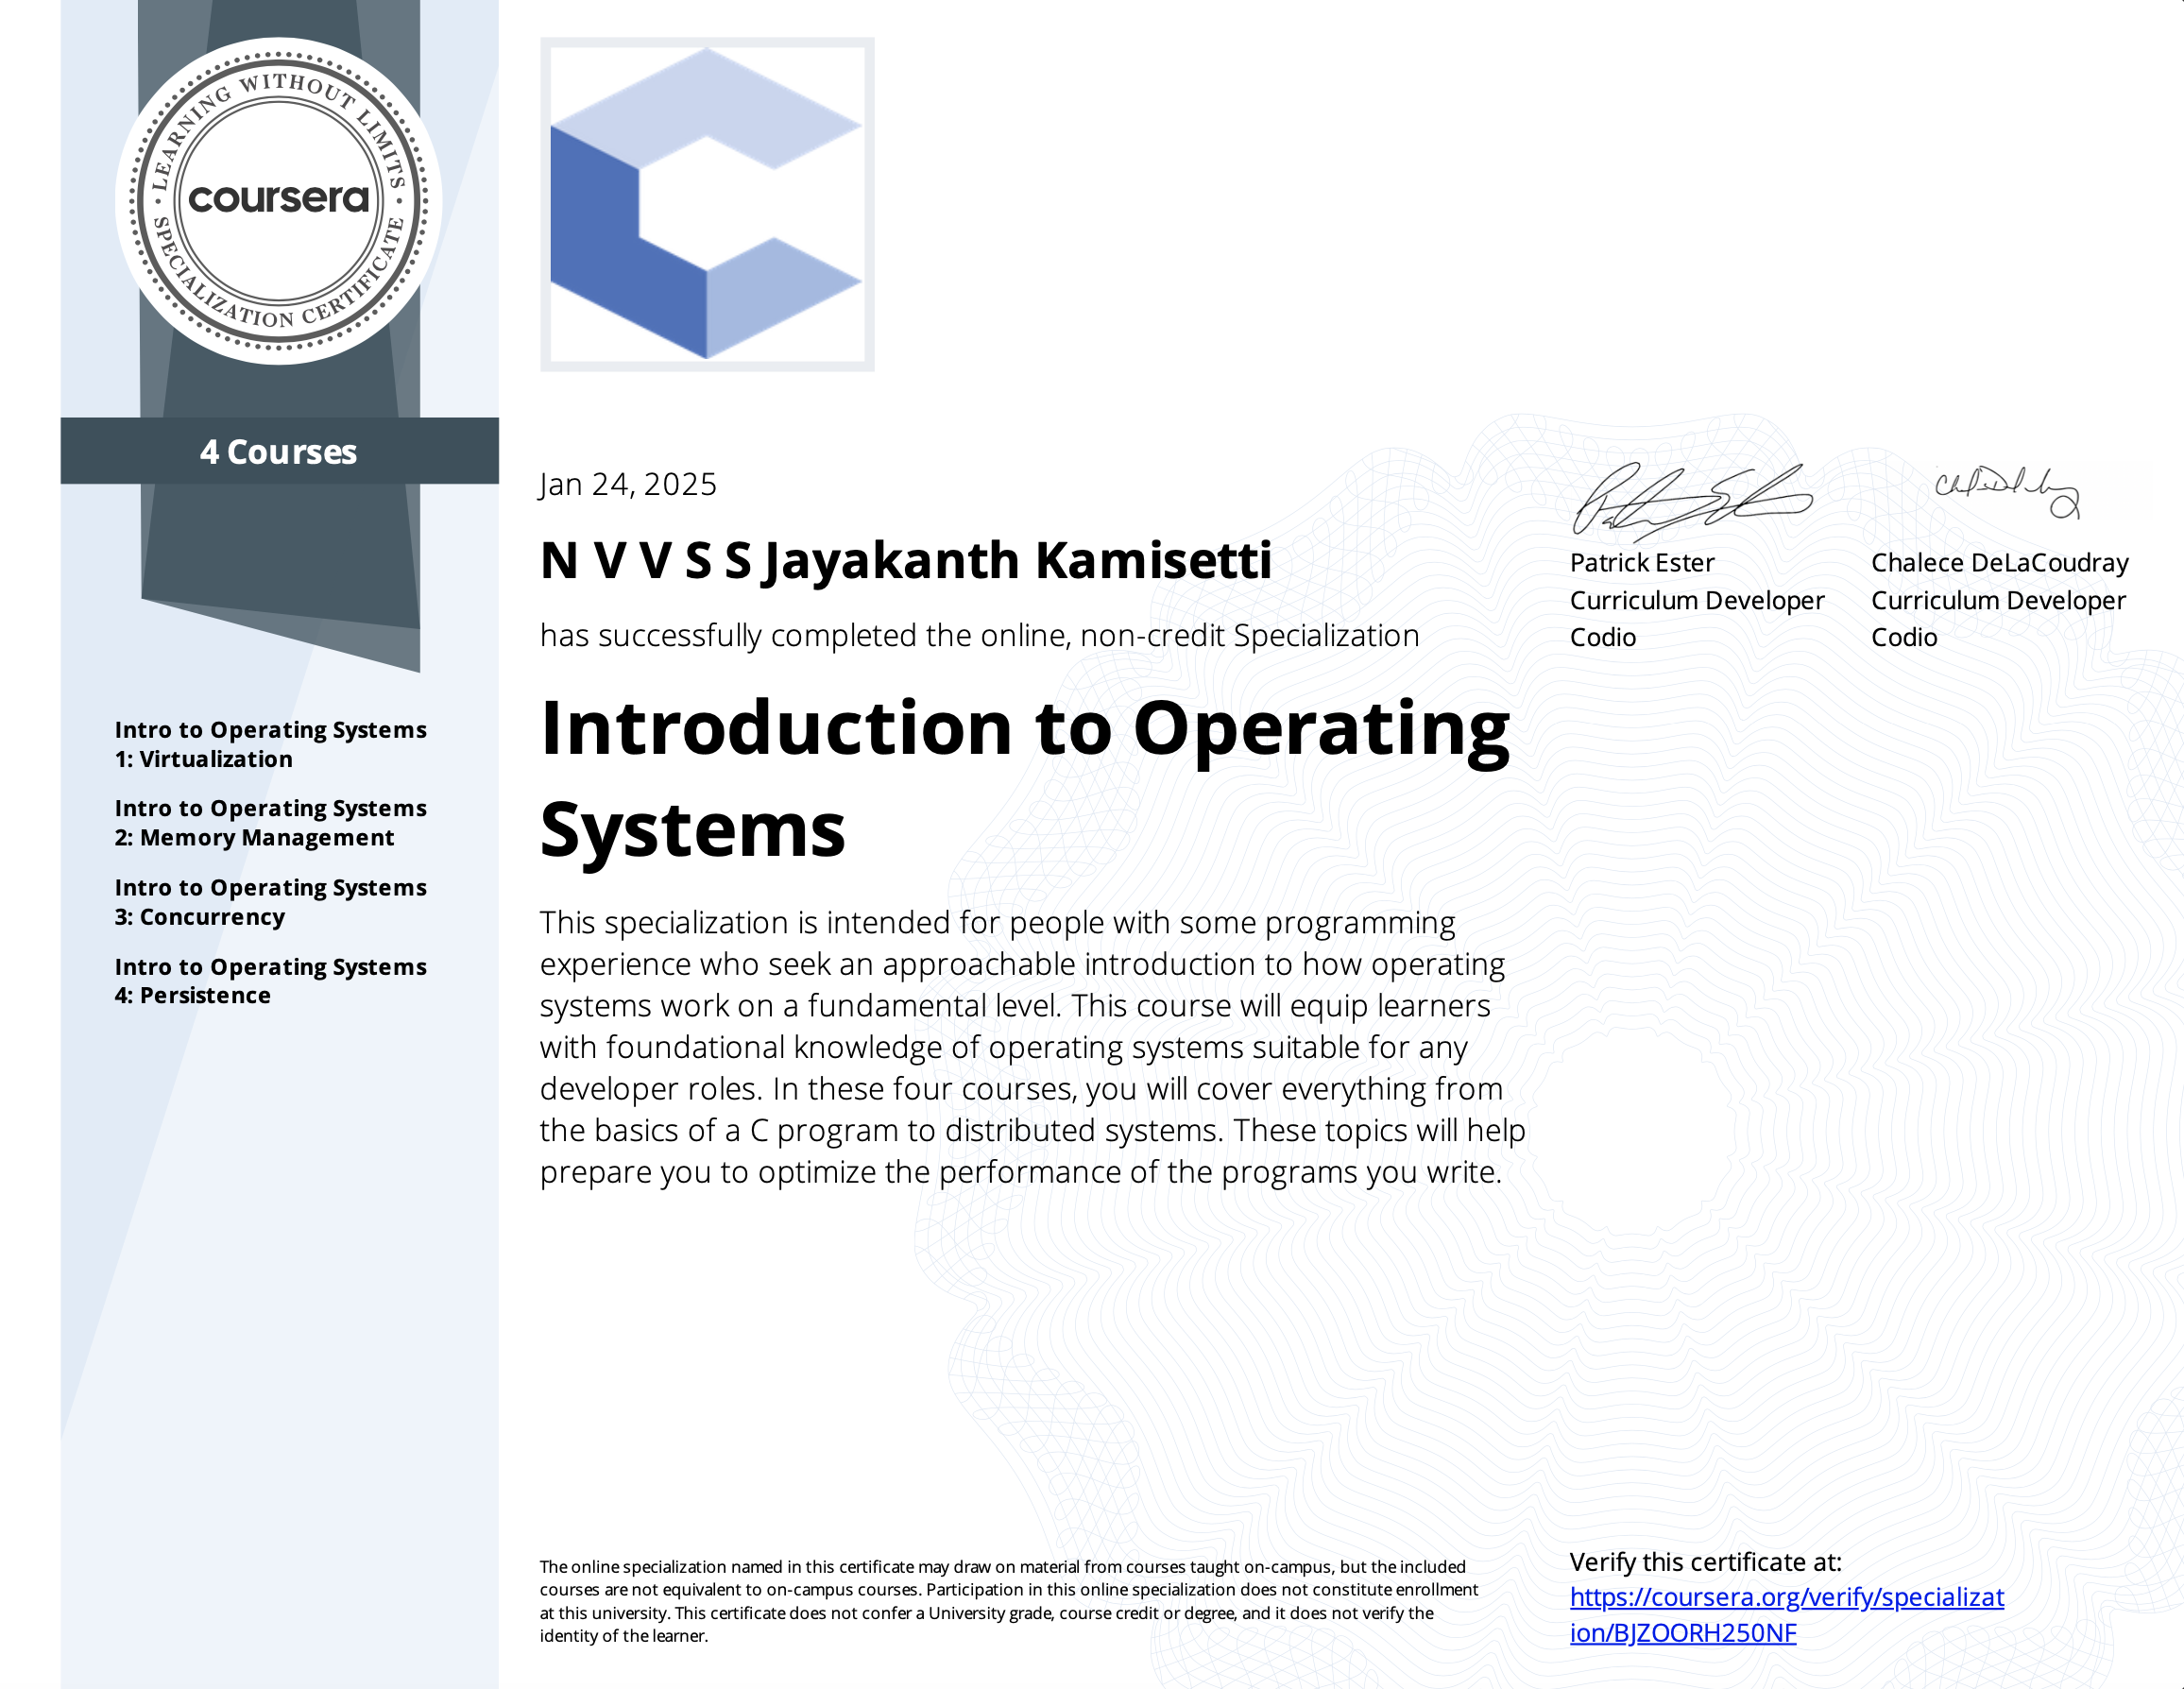 LEARNING WITHOUT LIMITS
coursera
SPECIALIZATION CERTIFICATE
4 Courses
Intro to Operating Systems
1: Virtualization
Intro to Operating Systems
2: Memory Management
Intro to Operating Systems
3: Concurrency
Intro to Operating Systems
4: Persistence
Jan 24, 2025
N V V S S Jayakanth Kamisetti
has successfully completed the online, non-credit Specialization
Introduction to Operating
Systems
This specialization is intended for people with some programming
experience who seek an approachable introduction to how operating
systems work on a fundamental level. This course will equip learners
with foundational knowledge of operating systems suitable for any
developer roles. In these four courses, you will cover everything from
the basics of a C program to distributed systems. These topics will help
prepare you to optimize the performance of the programs you write.
Patrick Ester
Curriculum Developer
Codio
Chalece DeLaCoudray
Curriculum Developer
Codio
The online specialization named in this certificate may draw on material from courses taught on-campus, but the included
courses are not equivalent to on-campus courses. Participation in this online specialization does not constitute enrollment
at this university. This certificate does not confer a University grade, course credit or degree, and it does not verify the
identity of the learner.
Verify this certificate at:
https://coursera.org/verify/specializat
ion/BJZOORH250NF